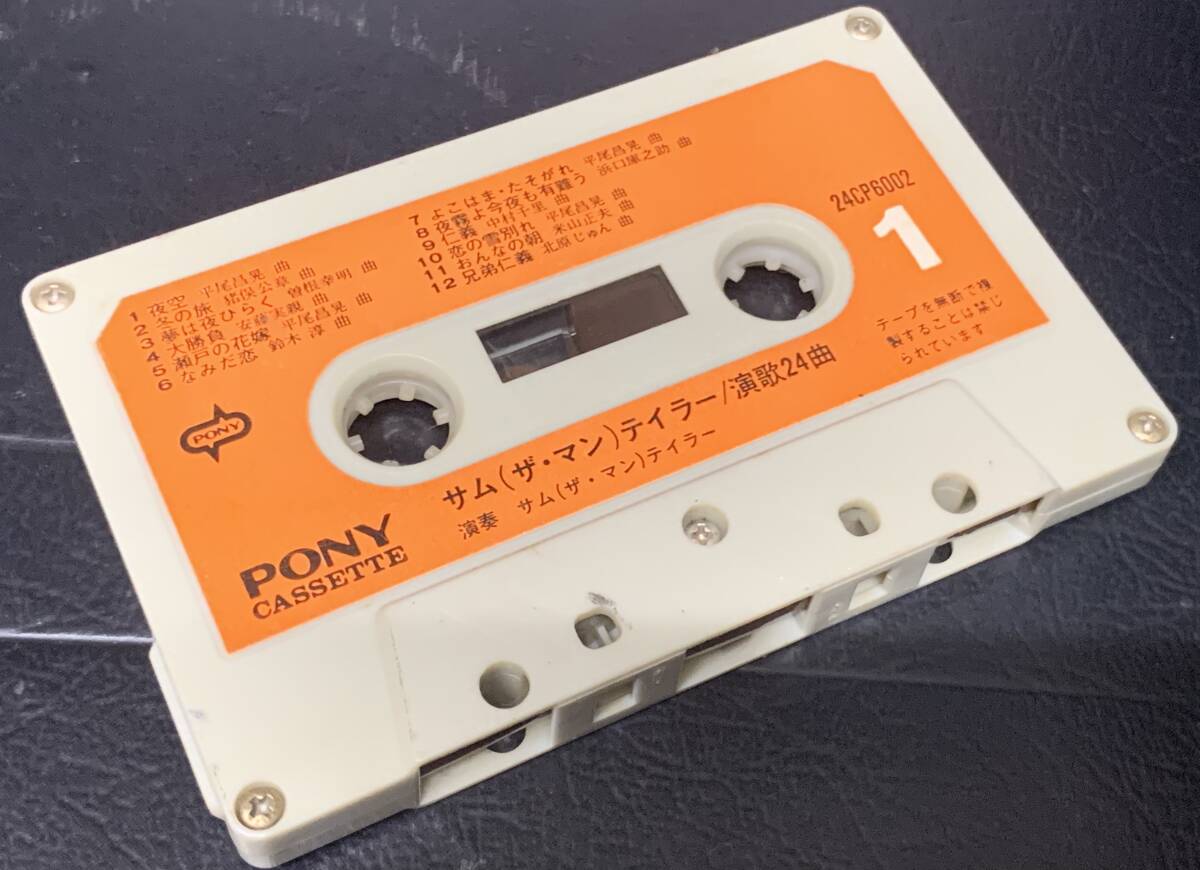 1 夜空 平尾昌晃 曲
2 冬の旅 猪俣公章 曲
3 夢は夜ひらく 曽根幸明 曲
4 大勝負 安藤実親 曲
5 瀬戸の花嫁 平尾昌晃 曲
6 なみだ恋 鈴木 淳 曲
7 よこはま・たそがれ 平尾昌晃 曲
8 夜霧よ今夜も有難う 浜口庫之助 曲
9 仁義 中村千里 曲
10 恋の雪別れ 平尾昌晃 曲
11 おんなの朝 米山正夫 曲
12 兄弟仁義 北原じゅん 曲
24CP6002
1
テープを無断で複
製することは禁じ
られています
PONY
サム(ザ・マン)テイラー/演歌24曲
演奏 サム(ザ・マン)テイラー
PONY
CASSETTE